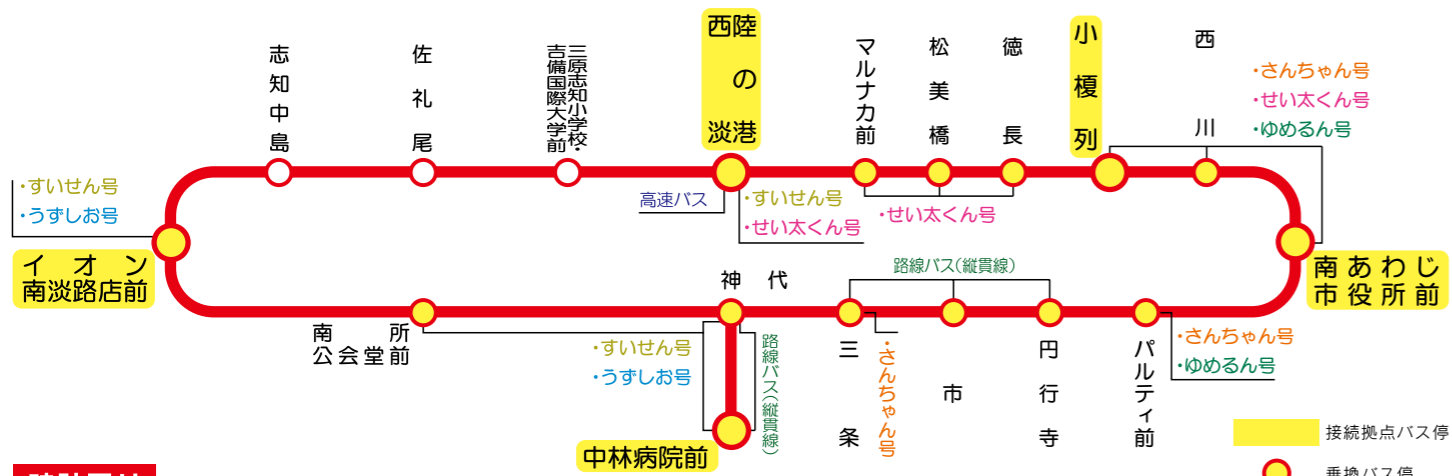 志知中島
佐礼尾
三原志知小学校・
吉備国際大学前
陸の港
西淡
マルナカ前
松美橋
徳長
小榎列
西川
・さんちゃん号
・せい太くん号
・ゆめるん号
・すいせん号
・うずしお号
高速バス
・すいせん号
・せい太くん号
・せい太くん号
イオン
南淡路店前
南あわじ
市役所前
神代
路線バス(縦貫線)
南所
公会堂前
・すいせん号
・うずしお号
路線バス(縦貫線)
三条
・さんちゃん号
市
円行寺
パルティ前
・さんちゃん号
・ゆめるん号
中林病院前
接続拠点バス停
乗換バス停